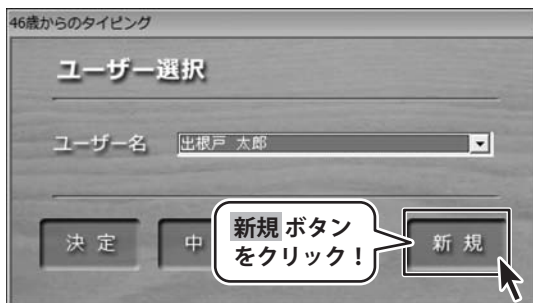 46歳からのタイピング
ユーザー選択
ユーザー名 出根戸 太郎
決 定 中 新規 ボタン
をクリック！ 新 規